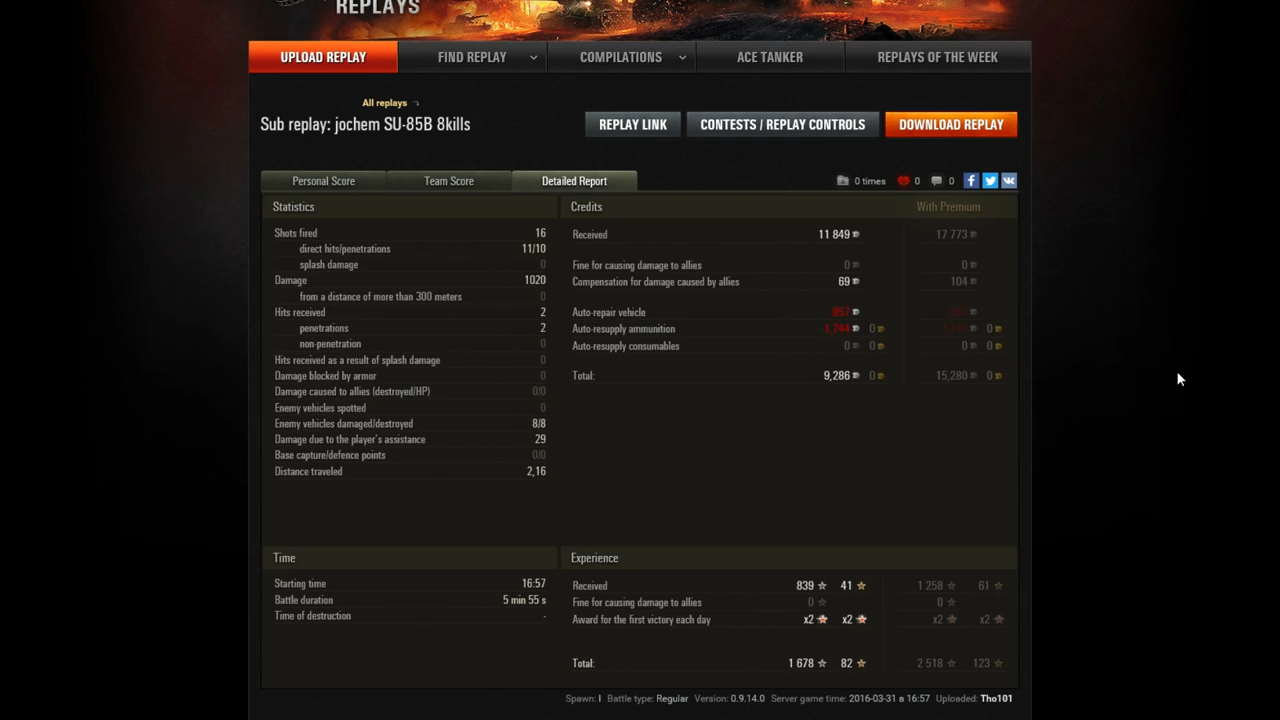 REPLAYS
UPLOAD REPLAY FIND REPLAY COMPILATIONS ACE TANKER REPLAYS OF THE WEEK
All replays
Sub replay: jochem SU-85B 8kills REPLAY LINK CONTESTS / REPLAY CONTROLS DOWNLOAD REPLAY
Personal Score Team Score Detailed Report 0 times 0 0
Statistics Credits With Premium
Shots fired 16 Received 11 849 17 773
direct hits/penetrations 11/10
splash damage 0 Fine for causing damage to allies 0 0
Damage 1020 Compensation for damage caused by allies 69 104
from a distance of more than 300 meters 0
Hits received 2 Auto-repair vehicle 957
penetrations 2 Auto-resupply ammunition 1,744 0 0
non-penetration 0 Auto-resupply consumables 0 0 0 0
Hits received as a result of splash damage 0
Damage blocked by armor 0 Total: 9,286 0 15,280 0
Damage caused to allies (destroyed/HP) 0/0
Enemy vehicles spotted 0
Enemy vehicles damaged/destroyed 8/8
Damage due to the player's assistance 29
Base capture/defence points 0/0
Distance traveled 2,16
Time Experience
Starting time 16:57 Received 839 41 1 258 61
Battle duration 5 min 55 s Fine for causing damage to allies 0 0
Time of destruction - Award for the first victory each day x2 x2 x2 x2
Total: 1 678 82 2 518 123
Spawn: I Battle type: Regular Version: 0.9.14.0 Server game time: 2016-03-31 в 16:57 Uploaded: Tho101